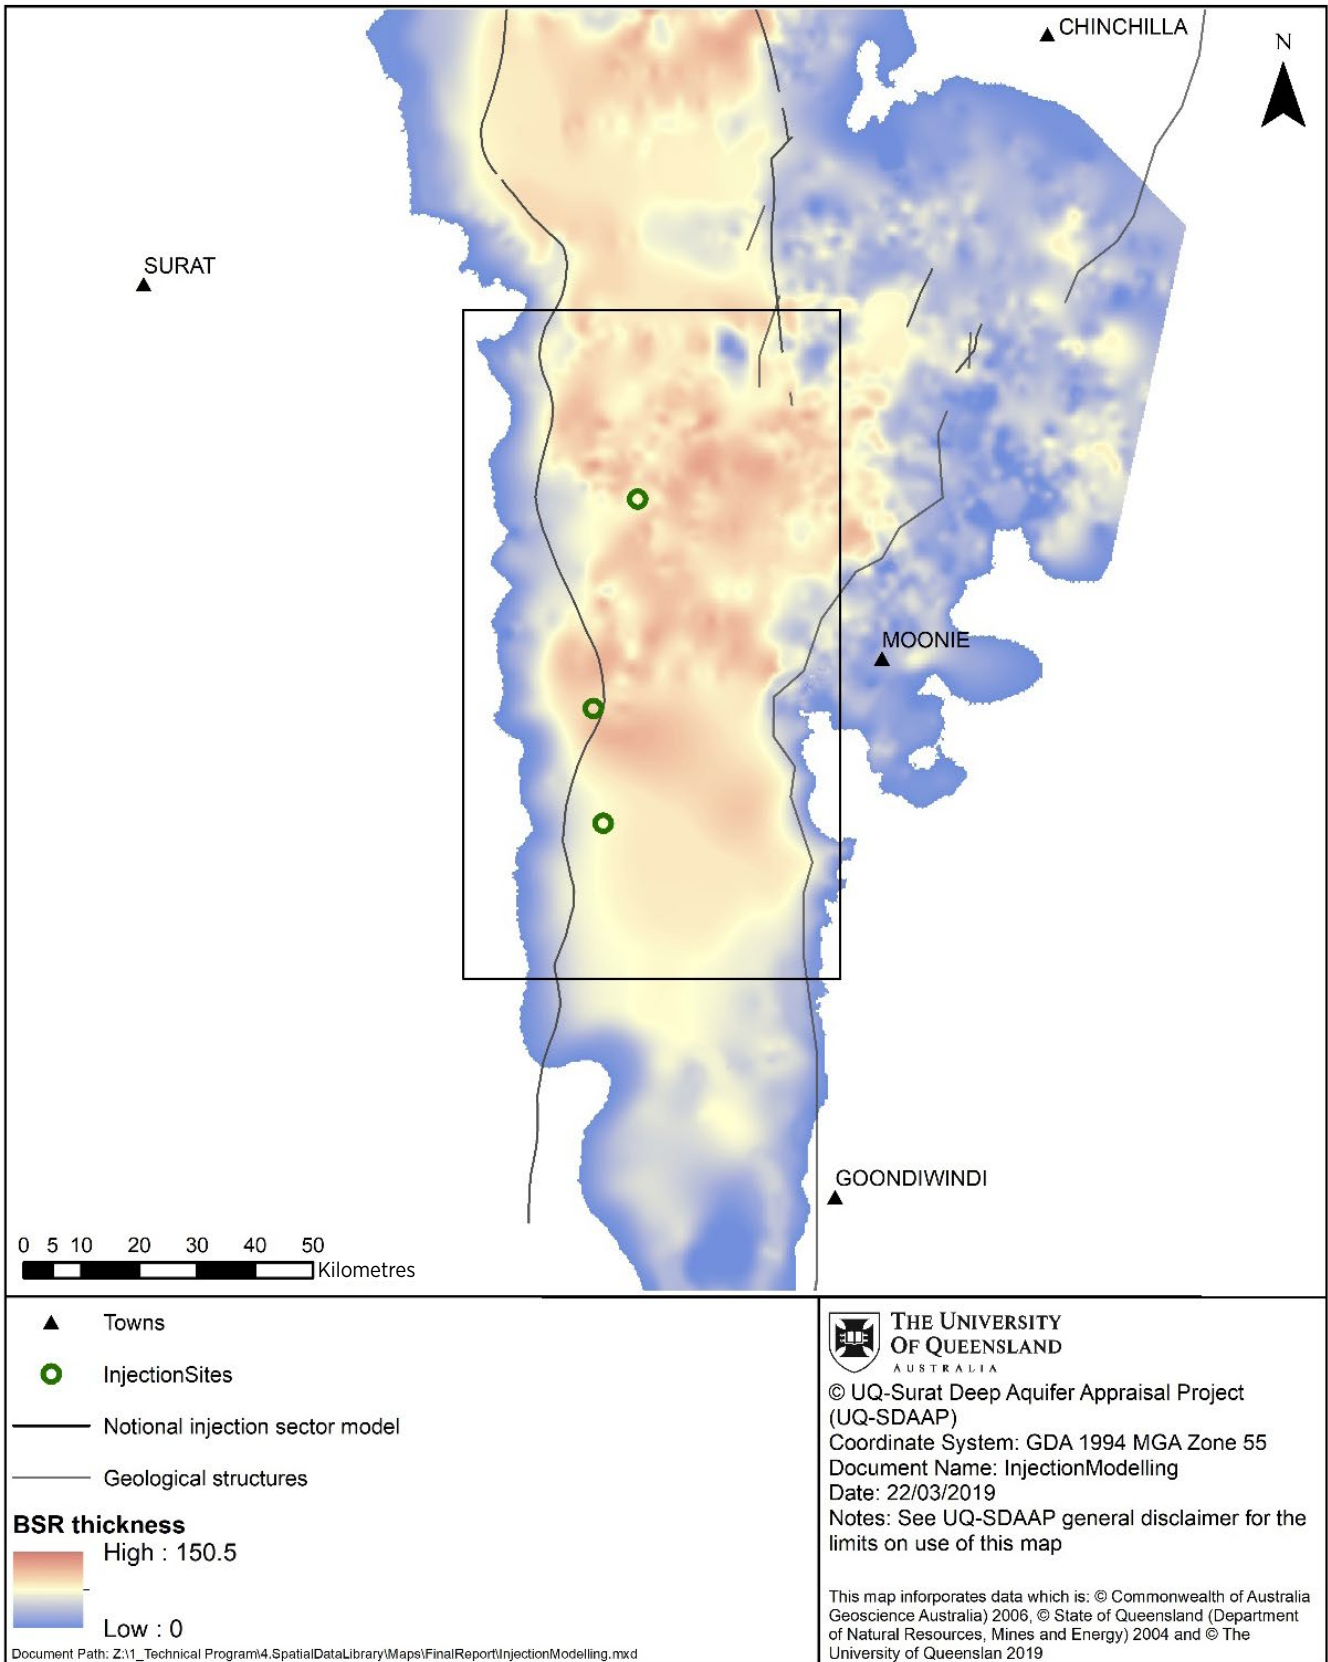 CHINCHILLA
N
SURAT
MOONIE
GOONDIWINDI
0 5 10 20 30 40 50
Kilometres
Towns
InjectionSites
Notional injection sector model
Geological structures
BSR thickness
High : 150.5
Low : 0
Document Path: Z:\1_Technical Program\4.SpatialDataLibrary\Maps\FinalReport\InjectionModelling.mxd
THE UNIVERSITY
OF QUEENSLAND
AUSTRALIA
© UQ-Surat Deep Aquifer Appraisal Project
(UQ-SDAAP)
Coordinate System: GDA 1994 MGA Zone 55
Document Name: InjectionModelling
Date: 22/03/2019
Notes: See UQ-SDAAP general disclaimer for the
limits on use of this map
This map inforporates data which is: © Commonwealth of Australia
Geoscience Australia) 2006, © State of Queensland (Department
of Natural Resources, Mines and Energy) 2004 and © The
University of Queenslan 2019